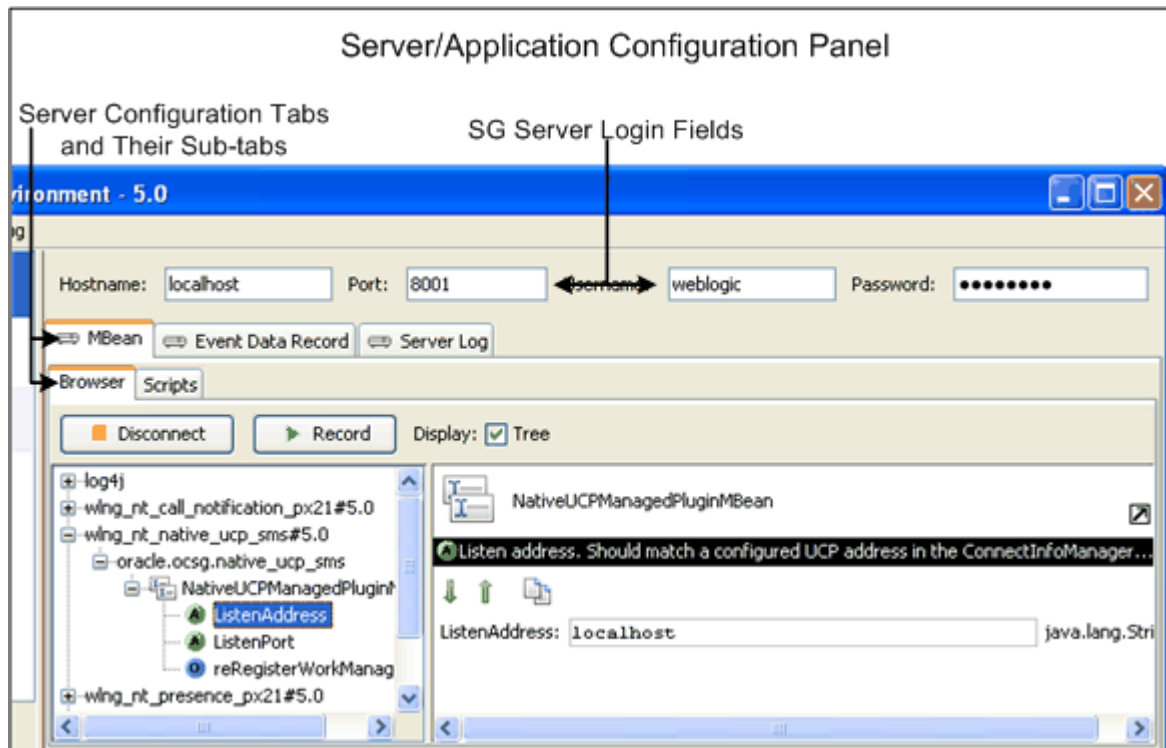 Server/Application Configuration Panel
Server Configuration Tabs
and Their Sub-tabs
SG Server Login Fields
vironment - 5.0
Hostname: localhost Port: 8001 Username weblogic Password: ●●●●●●●●
MBean Event Data Record Server Log
Browser Scripts
Disconnect Record Display: Tree
log4j
wlng_nt_call_notification_px21#5.0
wlng_nt_native_ucp_sms#5.0
oracle.ocsg.native_ucp_sms
NativeUCPManagedPluginM
A ListenAddress
A ListenPort
O reRegisterWorkManag
wlng_nt_presence_px21#5.0
NativeUCPManagedPluginMBean
A Listen address. Should match a configured UCP address in the ConnectInfoManager...
ListenAddress: localhost java.lang.Stri